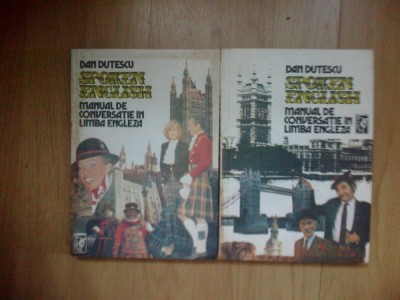 DAN DUTESCU
SPOKEN
ENGLISH
MANUAL DE
CONVERSATIE IN
LIMBA ENGLEZA
DAN DUTESCU
SPOKEN
ENGLISH
MANUAL DE
CONVERSATIE IN
LIMBA ENGLEZA